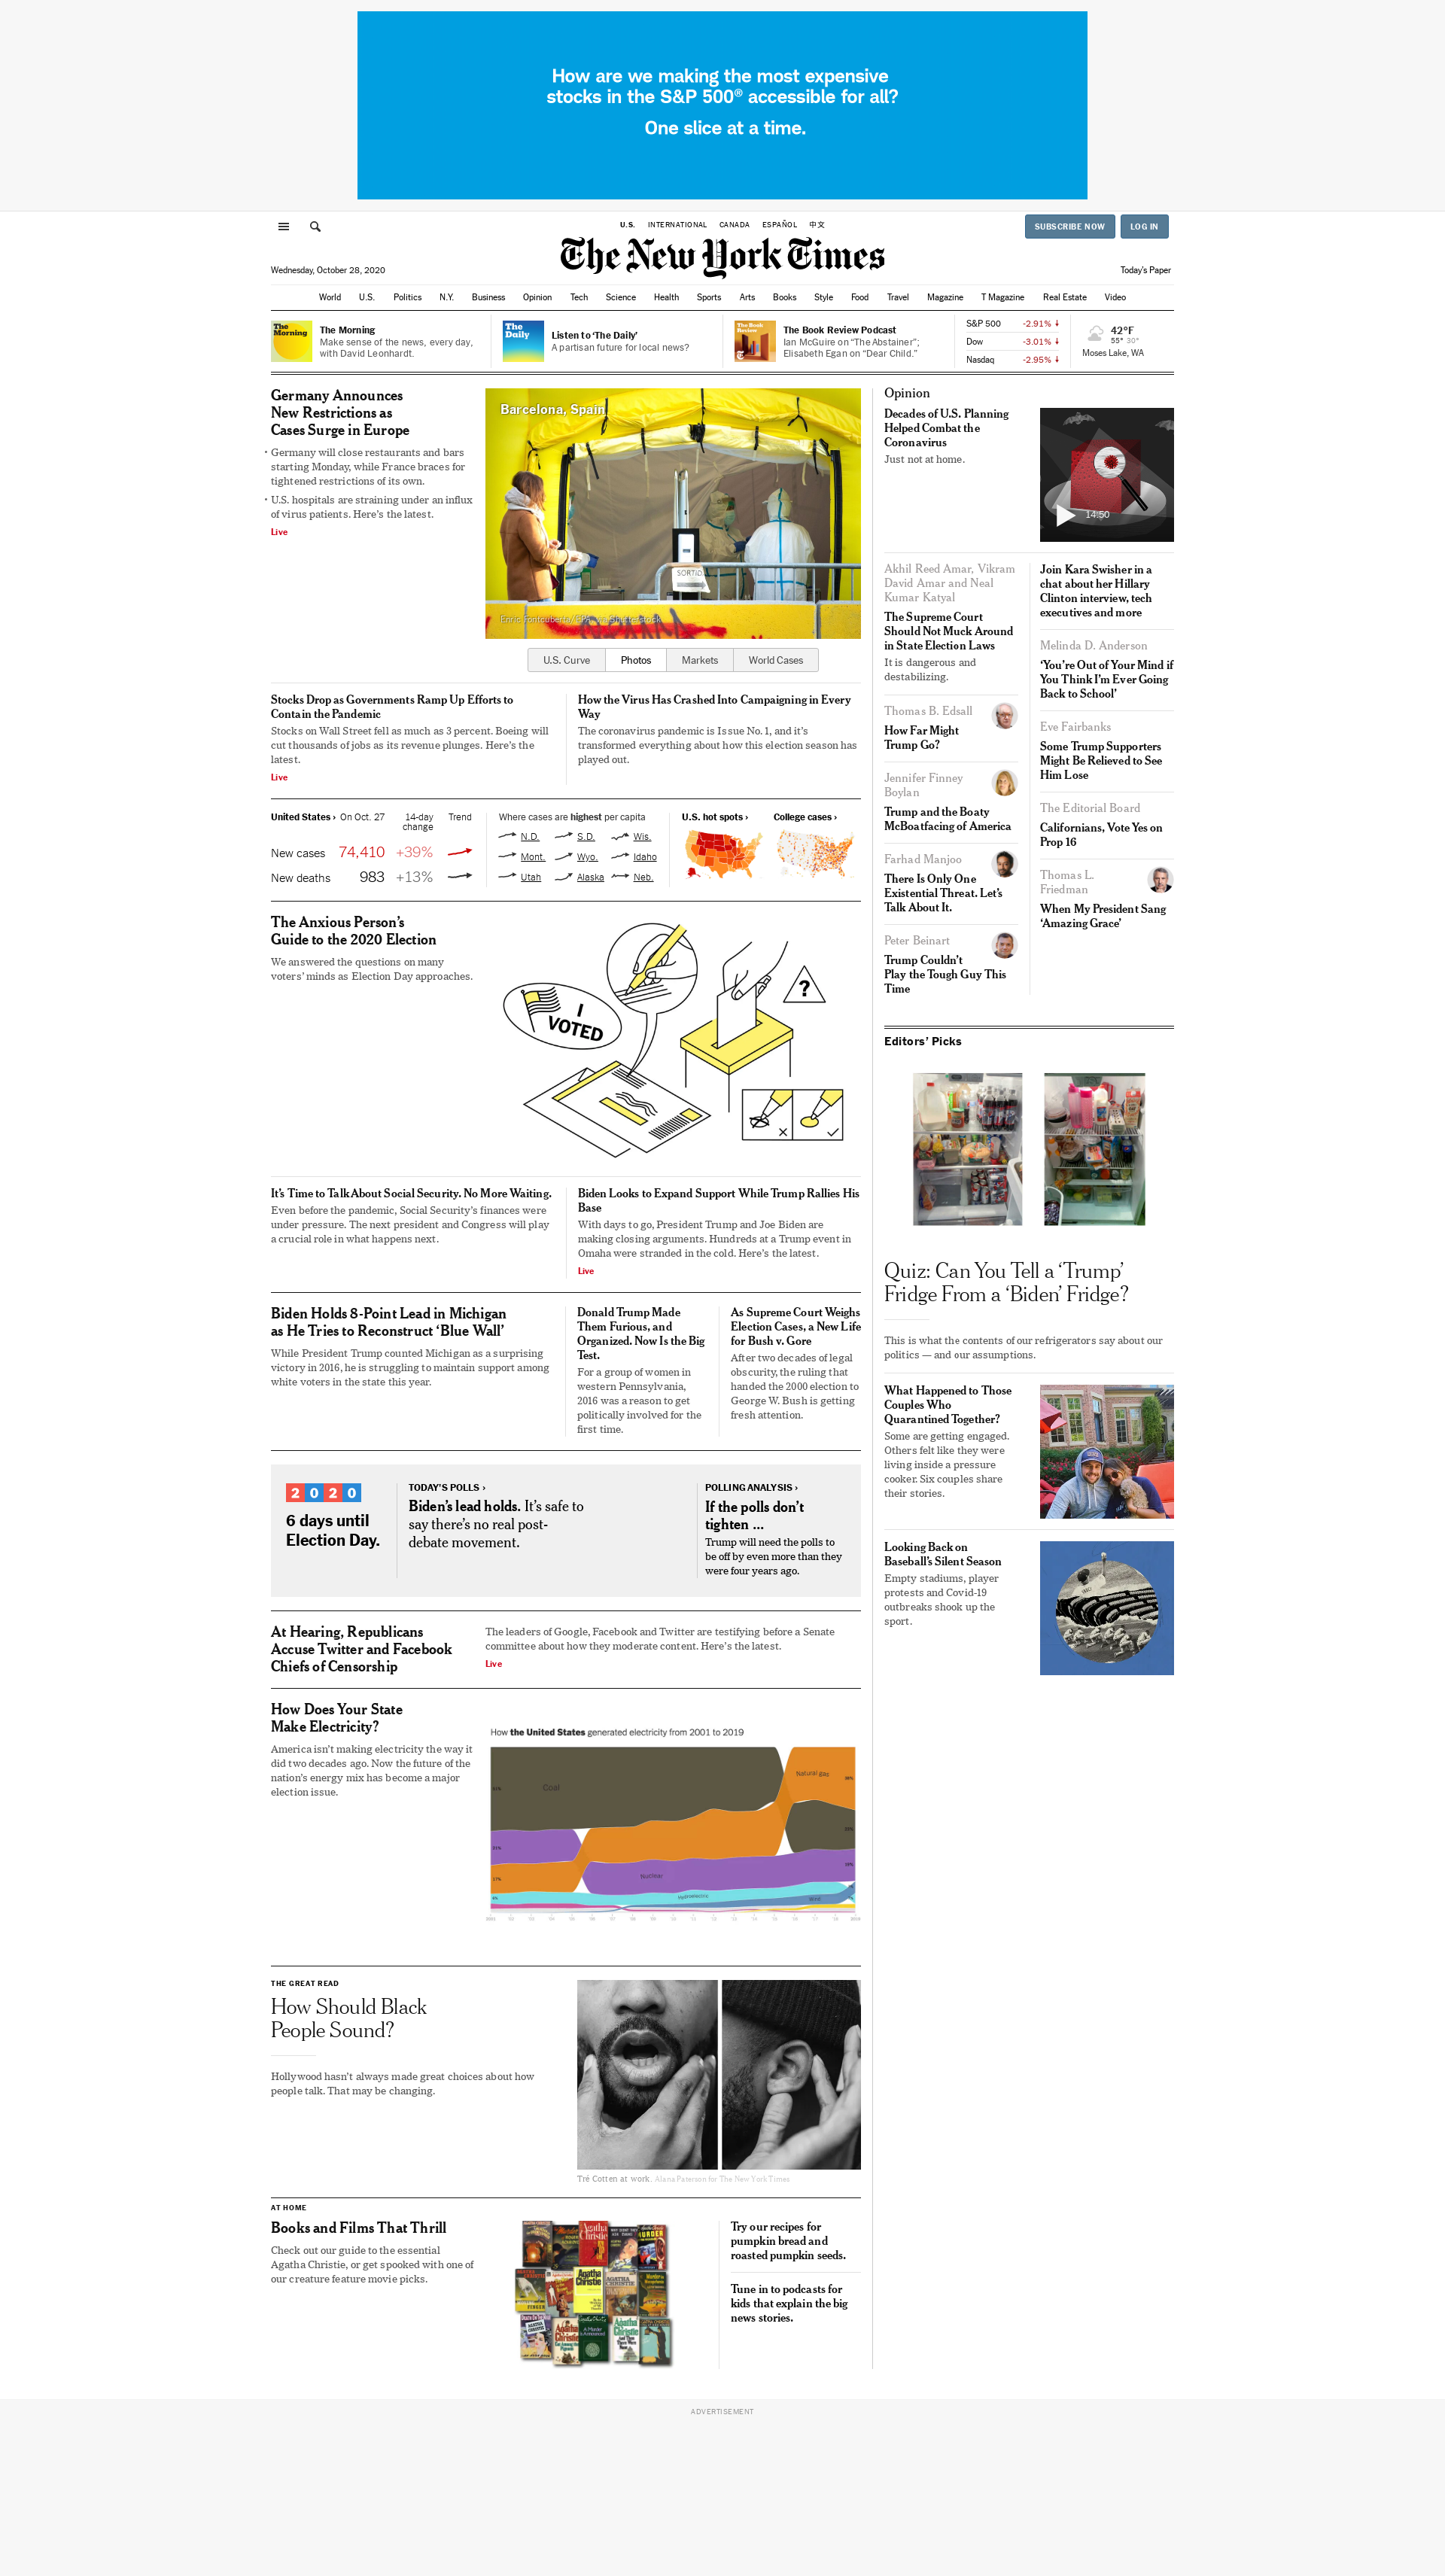 How are we making the most expensive
stocks in the S&P 500® accessible for all?
One slice at a time.
U.S. INTERNATIONAL CANADA ESPAÑOL 中文
SUBSCRIBE NOW LOG IN
The New York Times
Wednesday, October 28, 2020
Today's Paper
World U.S. Politics N.Y. Business Opinion Tech Science Health Sports Arts Books Style Food Travel Magazine T Magazine Real Estate Video
The Morning
The Morning
Make sense of the news, every day,
with David Leonhardt.
The Daily
Listen to ‘The Daily’
A partisan future for local news?
The Book Review
The Book Review Podcast
Ian McGuire on “The Abstainer”;
Elisabeth Egan on “Dear Child.”
S&P 500 -2.91%
Dow -3.01%
Nasdaq -2.95%
42°F
55° 30°
Moses Lake, WA
Germany Announces
New Restrictions as
Cases Surge in Europe
• Germany will close restaurants and bars
starting Monday, while France braces for
tightened restrictions of its own.
• U.S. hospitals are straining under an influx
of virus patients. Here’s the latest.
Live
Barcelona, Spain
SORTIDA
U.S. Curve Photos Markets World Cases
Stocks Drop as Governments Ramp Up Efforts to
Contain the Pandemic
Stocks on Wall Street fell as much as 3 percent. Boeing will
cut thousands of jobs as its revenue plunges. Here’s the
latest.
Live
How the Virus Has Crashed Into Campaigning in Every
Way
The coronavirus pandemic is Issue No. 1, and it’s
transformed everything about how this election season has
played out.
United States › On Oct. 27 14-day
change Trend
New cases 74,410 +39%
New deaths 983 +13%
Where cases are highest per capita
N.D. S.D. Wis.
Mont. Wyo. Idaho
Utah Alaska Neb.
U.S. hot spots › College cases ›
The Anxious Person’s
Guide to the 2020 Election
We answered the questions on many
voters’ minds as Election Day approaches.
I
VOTED
?
It’s Time to Talk About Social Security. No More Waiting.
Even before the pandemic, Social Security’s finances were
under pressure. The next president and Congress will play
a crucial role in what happens next.
Biden Looks to Expand Support While Trump Rallies His
Base
With days to go, President Trump and Joe Biden are
making closing arguments. Hundreds at a Trump event in
Omaha were stranded in the cold. Here’s the latest.
Live
Biden Holds 8-Point Lead in Michigan
as He Tries to Reconstruct ‘Blue Wall’
While President Trump counted Michigan as a surprising
victory in 2016, he is struggling to maintain support among
white voters in the state this year.
Donald Trump Made
Them Furious, and
Organized. Now Is the Big
Test.
For a group of women in
western Pennsylvania,
2016 was a reason to get
politically involved for the
first time.
As Supreme Court Weighs
Election Cases, a New Life
for Bush v. Gore
After two decades of legal
obscurity, the ruling that
handed the 2000 election to
George W. Bush is getting
fresh attention.
2020
6 days until
Election Day.
TODAY’S POLLS ›
Biden’s lead holds. It’s safe to
say there’s no real post-
debate movement.
POLLING ANALYSIS ›
If the polls don’t
tighten ...
Trump will need the polls to
be off by even more than they
were four years ago.
At Hearing, Republicans
Accuse Twitter and Facebook
Chiefs of Censorship
The leaders of Google, Facebook and Twitter are testifying before a Senate
committee about how they moderate content. Here’s the latest.
Live
How Does Your State
Make Electricity?
America isn’t making electricity the way it
did two decades ago. Now the future of the
nation’s energy mix has become a major
election issue.
How the United States generated electricity from 2001 to 2019
Coal
Natural gas
Nuclear
Hydroelectric
Wind
THE GREAT READ
How Should Black
People Sound?
Hollywood hasn’t always made great choices about how
people talk. That may be changing.
Tré Cotten at work. Alana Paterson for The New York Times
AT HOME
Books and Films That Thrill
Check out our guide to the essential
Agatha Christie, or get spooked with one of
our creature feature movie picks.
Try our recipes for
pumpkin bread and
roasted pumpkin seeds.
Tune in to podcasts for
kids that explain the big
news stories.
Opinion
Decades of U.S. Planning
Helped Combat the
Coronavirus
Just not at home.
14:50
Akhil Reed Amar, Vikram
David Amar and Neal
Kumar Katyal
The Supreme Court
Should Not Muck Around
in State Election Laws
It is dangerous and
destabilizing.
Thomas B. Edsall
How Far Might
Trump Go?
Jennifer Finney
Boylan
Trump and the Boaty
McBoatfacing of America
Farhad Manjoo
There Is Only One
Existential Threat. Let’s
Talk About It.
Peter Beinart
Trump Couldn’t
Play the Tough Guy This
Time
Join Kara Swisher in a
chat about her Hillary
Clinton interview, tech
executives and more
Melinda D. Anderson
‘You’re Out of Your Mind if
You Think I’m Ever Going
Back to School’
Eve Fairbanks
Some Trump Supporters
Might Be Relieved to See
Him Lose
The Editorial Board
Californians, Vote Yes on
Prop 16
Thomas L.
Friedman
When My President Sang
‘Amazing Grace’
Editors’ Picks
Quiz: Can You Tell a ‘Trump’
Fridge From a ‘Biden’ Fridge?
This is what the contents of our refrigerators say about our
politics — and our assumptions.
What Happened to Those
Couples Who
Quarantined Together?
Some are getting engaged.
Others felt like they were
living inside a pressure
cooker. Six couples share
their stories.
Looking Back on
Baseball’s Silent Season
Empty stadiums, player
protests and Covid-19
outbreaks shook up the
sport.
ADVERTISEMENT